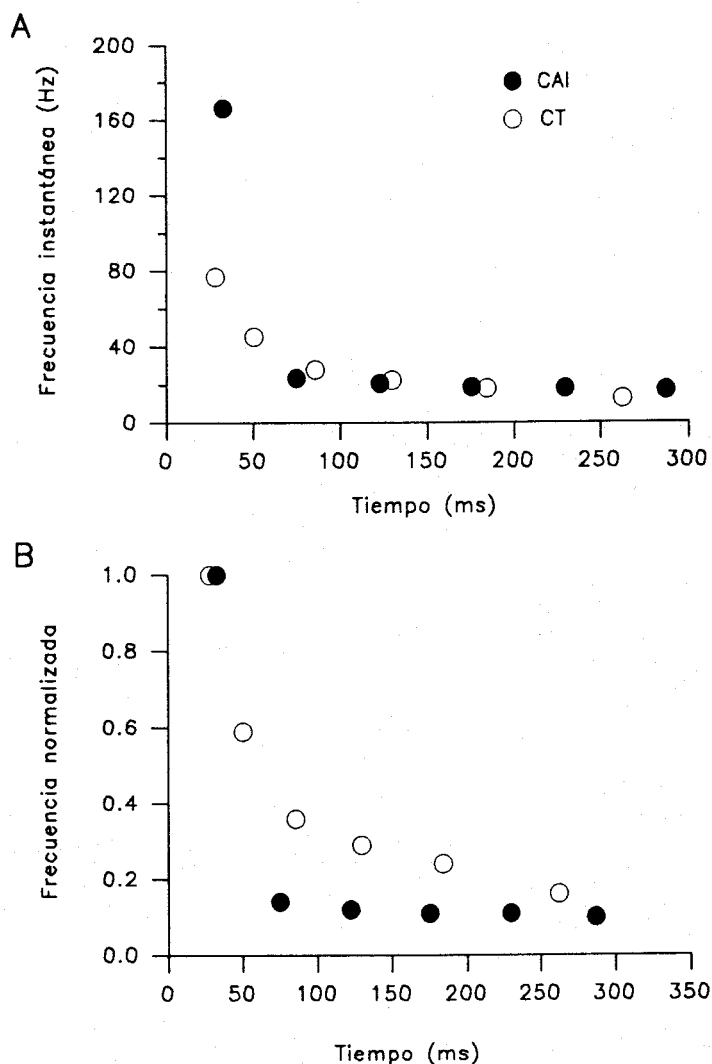 A
200
160
120
80
40
0
Frecuencia instantánea (Hz)
CAI
CT
0 50 100 150 200 250 300
Tiempo (ms)
B
1.0
0.8
0.6
0.4
0.2
0.0
Frecuencia normalizada
0 50 100 150 200 250 300 350
Tiempo (ms)